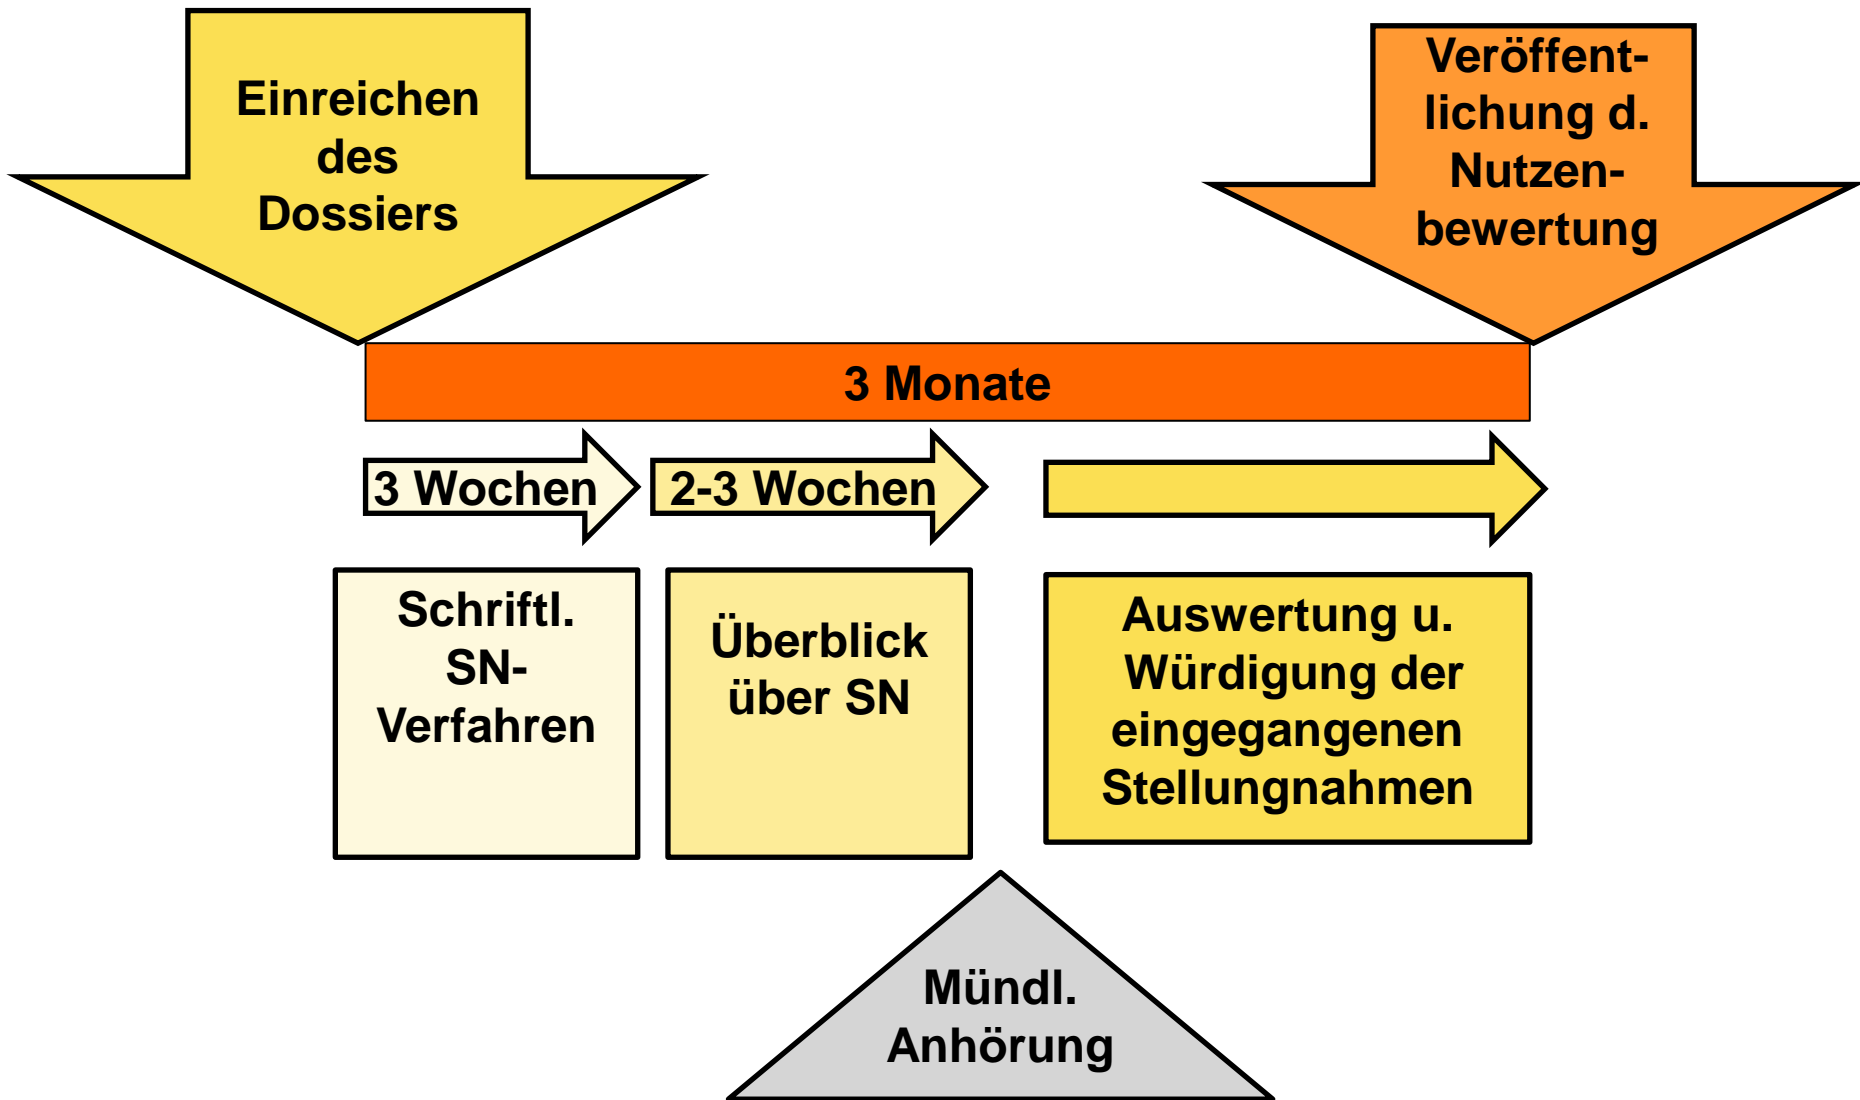 Einreichen
des
Dossiers
Veröffent-
lichung d.
Nutzen-
bewertung
3 Monate
3 Wochen
2-3 Wochen
Schriftl.
SN-
Verfahren
Überblick
über SN
Auswertung u.
Würdigung der
eingegangenen
Stellungnahmen
Mündl.
Anhörung